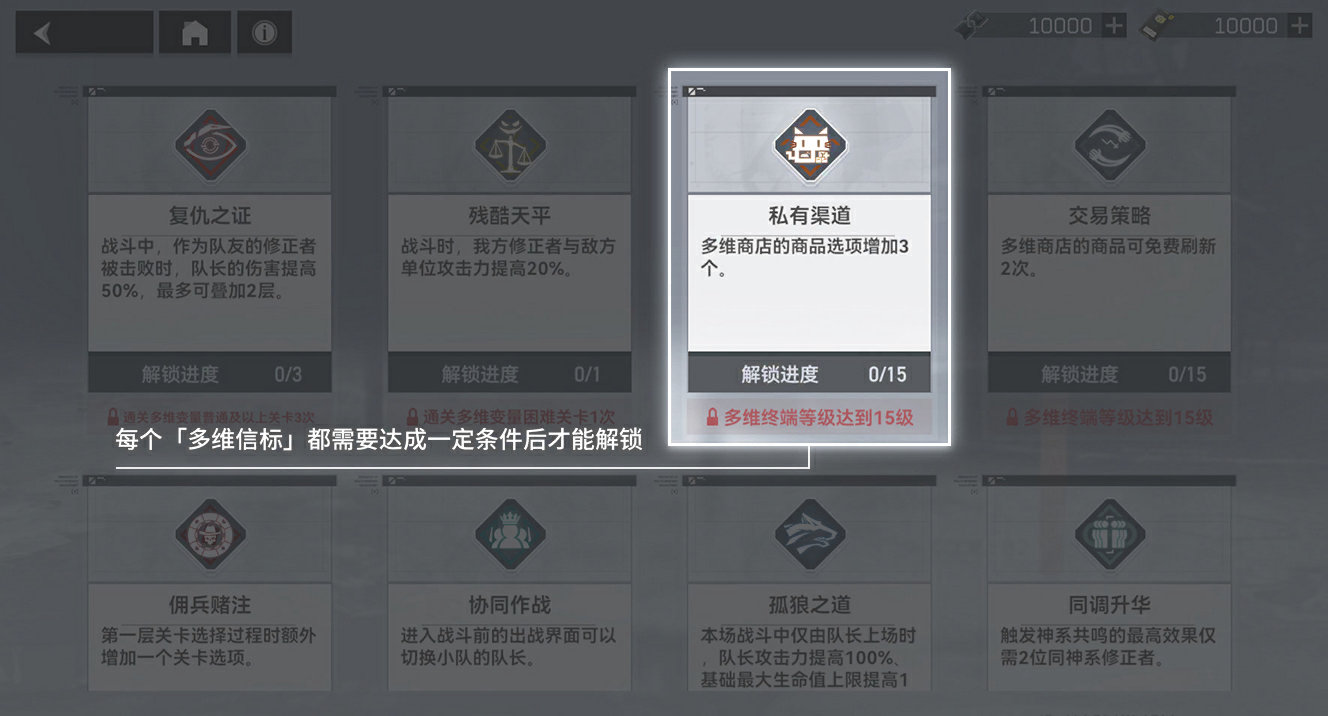 10000
10000
复仇之证
战斗中，作为队友的修正者
被击败时，队长的伤害提高
50%，最多可叠加2层。
解锁进度 0/3
通关多维变量普通及以上关卡3次
残酷天平
战斗时，我方修正者与敌方
单位攻击力提高20%。
解锁进度 0/1
通关多维变量困难关卡1次
私有渠道
多维商店的商品选项增加3
个。
解锁进度 0/15
多维终端等级达到15级
交易策略
多维商店的商品可免费刷新
2次。
解锁进度 0/15
多维终端等级达到15级
每个「多维信标」都需要达成一定条件后才能解锁
佣兵赌注
第一层关卡选择过程时额外
增加一个关卡选项。
协同作战
进入战斗前的出战界面可以
切换小队的队长。
孤狼之道
本场战斗中仅由队长上场时
，队长攻击力提高100%、
基础最大生命值上限提高1
同调升华
触发神系共鸣的最高效果仅
需2位同神系修正者。